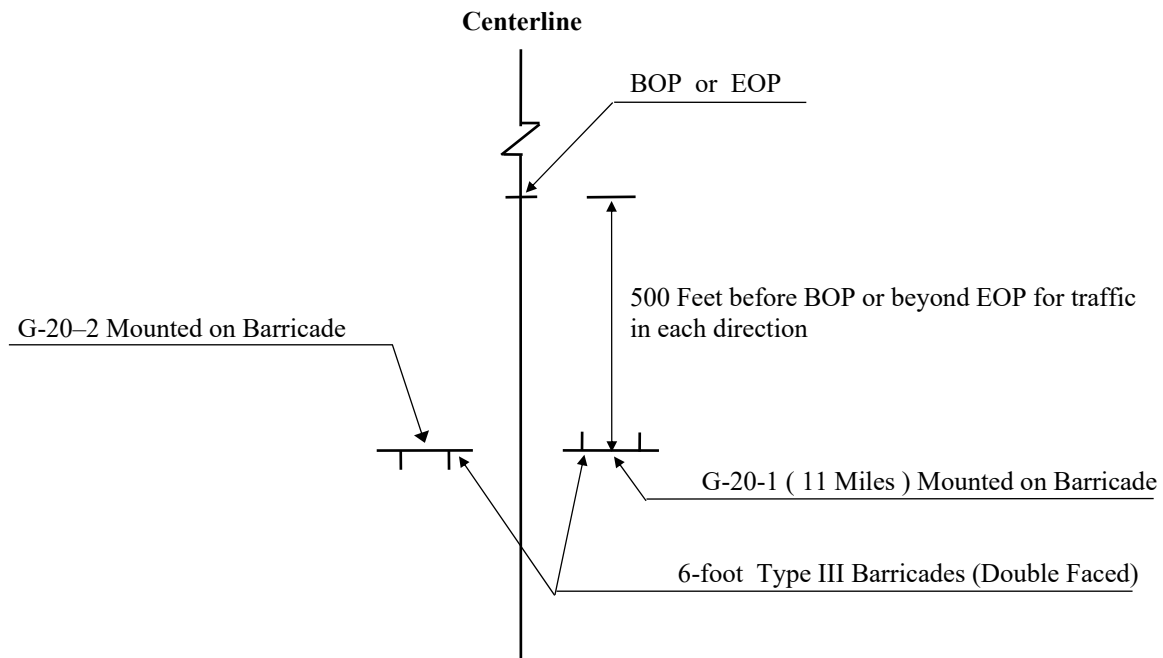 Centerline
BOP or EOP
500 Feet before BOP or beyond EOP for traffic
in each direction
G-20–2 Mounted on Barricade
G-20-1 ( 11 Miles ) Mounted on Barricade
6-foot Type III Barricades (Double Faced)